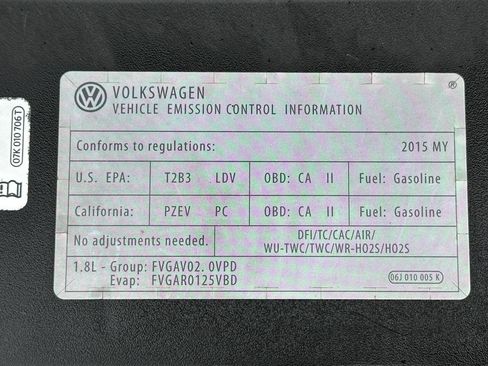 VOLKSWAGEN ®
VEHICLE EMISSION CONTROL INFORMATION
Conforms to regulations: 2015 MY
U.S. EPA: T2B3 LDV OBD: CA II Fuel: Gasoline
California: PZEV PC OBD: CA II Fuel: Gasoline
No adjustments needed.
DFI/TC/CAC/AIR/
WU-TWC/TWC/WR-HO2S/HO2S
1.8L - Group: FVGAV02.0VPD
Evap: FVGAR0125VBD
06J 010 005 K
07K 010 706 T